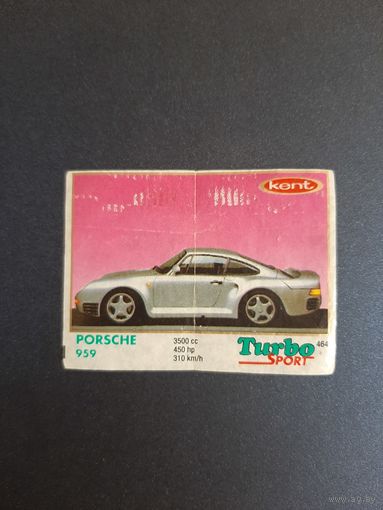 kent
PORSCHE
959
3500 cc
450 hp
310 km/h
Turbo
SPORT
464
www.ay.by